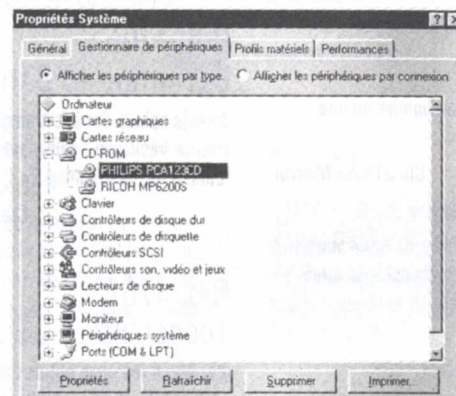 Propriétés Système
Général Gestionnaire de périphériques Profils matériels Performances
Afficher les périphériques par type. Afficher les périphériques par connexion
Ordinateur
Cartes graphiques
Cartes réseau
CD-ROM
PHILIPS PCA123CD
RICOH MP6200S
Clavier
Contrôleurs de disque dur
Contrôleurs de disquette
Contrôleurs SCSI
Contrôleurs son, vidéo et jeux
Lecteurs de disque
Modem
Moniteur
Périphériques système
Ports (COM & LPT)
Propriétés Rafraîchir Supprimer Imprimer...